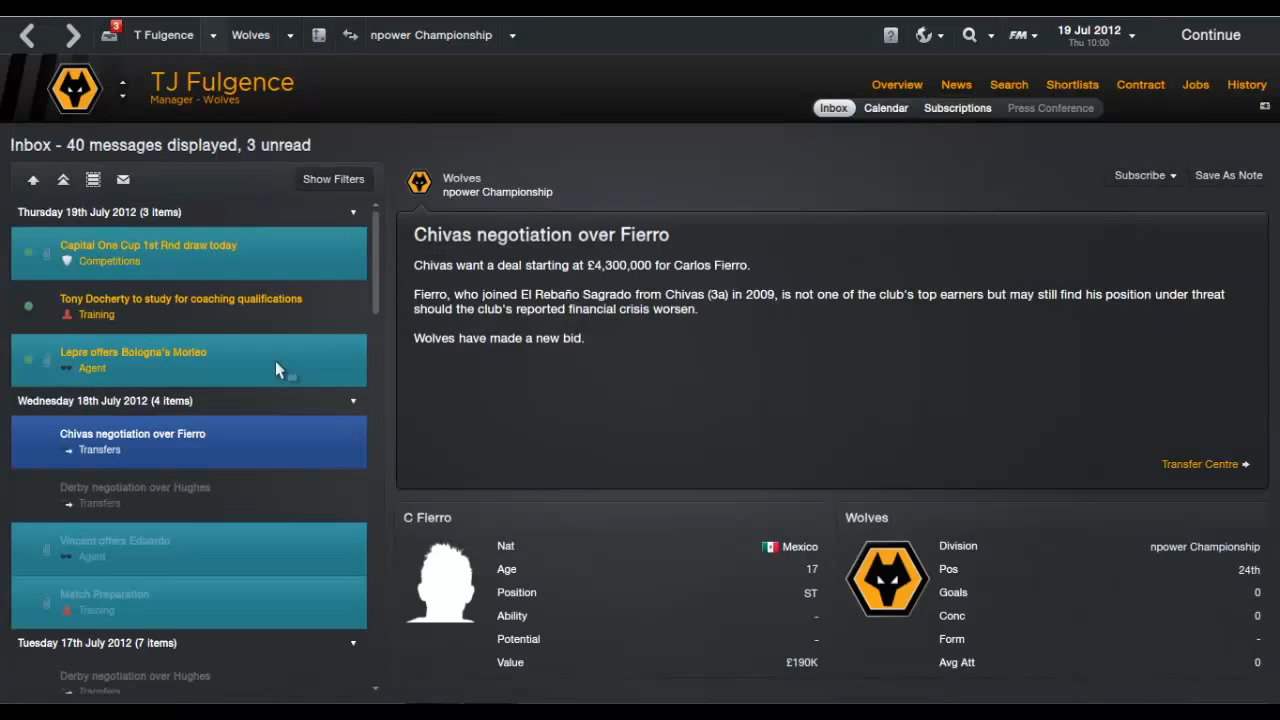 3
T Fulgence
Wolves
npower Championship
?
FM
19 Jul 2012
Thu 10:00
Continue
TJ Fulgence
Manager - Wolves
Overview
News
Search
Shortlists
Contract
Jobs
History
Inbox
Calendar
Subscriptions
Press Conference
Inbox - 40 messages displayed, 3 unread
Show Filters
Thursday 19th July 2012 (3 items)
Capital One Cup 1st Rnd draw today
Competitions
Tony Docherty to study for coaching qualifications
Training
Lepre offers Bologna's Morleo
Agent
Wednesday 18th July 2012 (4 items)
Chivas negotiation over Fierro
Transfers
Derby negotiation over Hughes
Transfers
Vincent offers Eduardo
Agent
Match Preparation
Training
Tuesday 17th July 2012 (7 items)
Derby negotiation over Hughes
Transfers
Wolves
npower Championship
Subscribe
Save As Note
Chivas negotiation over Fierro
Chivas want a deal starting at £4,300,000 for Carlos Fierro.
Fierro, who joined El Rebaño Sagrado from Chivas (3a) in 2009, is not one of the club's top earners but may still find his position under threat
should the club's reported financial crisis worsen.
Wolves have made a new bid.
Transfer Centre
C Fierro
Nat Mexico
Age 17
Position ST
Ability -
Potential -
Value £190K
Wolves
Division npower Championship
Pos 24th
Goals 0
Conc 0
Form -
Avg Att 0